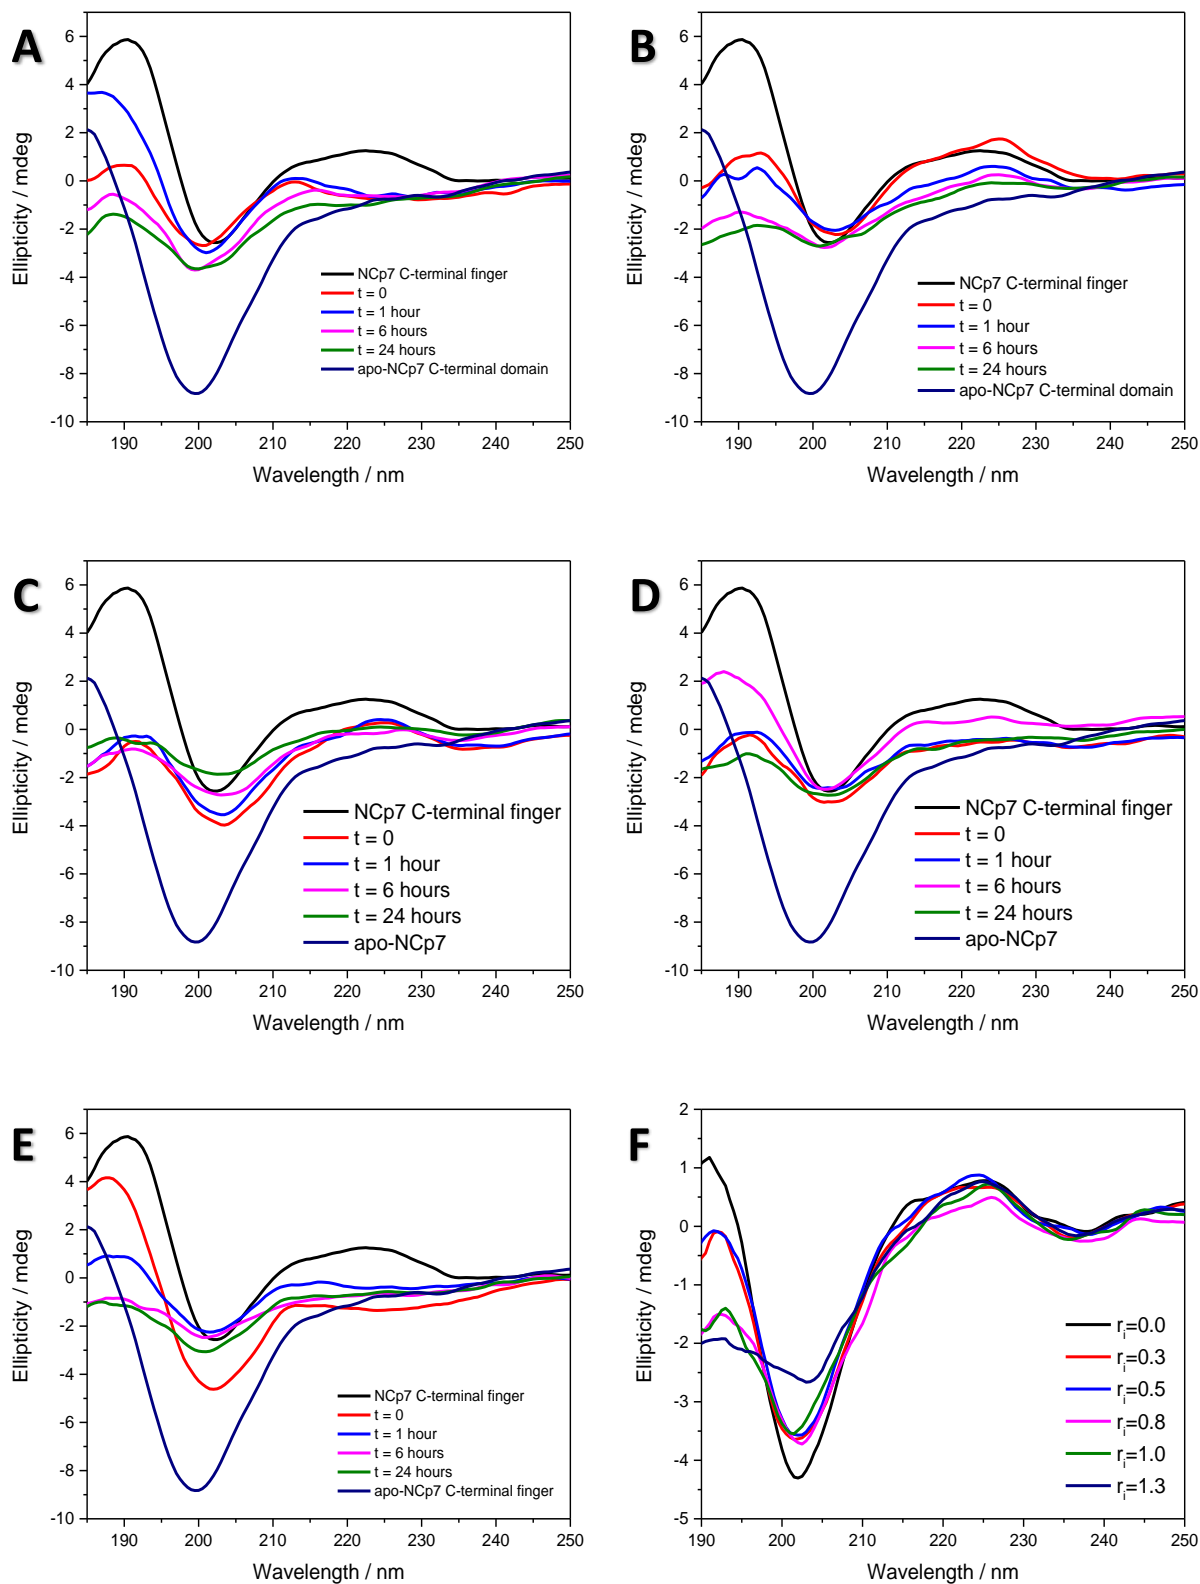 A
Ellipticity / mdeg
6
4
2
0
-2
-4
-6
-8
-10
NCp7 C-terminal finger
t = 0
t = 1 hour
t = 6 hours
t = 24 hours
apo-NCp7 C-terminal domain
190 200 210 220 230 240 250
Wavelength / nm
B
Ellipticity / mdeg
6
4
2
0
-2
-4
-6
-8
-10
NCp7 C-terminal finger
t = 0
t = 1 hour
t = 6 hours
t = 24 hours
apo-NCp7 C-terminal domain
190 200 210 220 230 240 250
Wavelength / nm
C
Ellipticity / mdeg
6
4
2
0
-2
-4
-6
-8
-10
NCp7 C-terminal finger
t = 0
t = 1 hour
t = 6 hours
t = 24 hours
apo-NCp7
190 200 210 220 230 240 250
Wavelength / nm
D
Ellipticity / mdeg
6
4
2
0
-2
-4
-6
-8
-10
NCp7 C-terminal finger
t = 0
t = 1 hour
t = 6 hours
t = 24 hours
apo-NCp7
190 200 210 220 230 240 250
Wavelength / nm
E
Ellipticity / mdeg
6
4
2
0
-2
-4
-6
-8
-10
NCp7 C-terminal finger
t = 0
t = 1 hour
t = 6 hours
t = 24 hours
apo-NCp7 C-terminal finger
190 200 210 220 230 240 250
Wavelength / nm
F
Ellipticity / mdeg
2
1
0
-1
-2
-3
-4
-5
ri=0.0
ri=0.3
ri=0.5
ri=0.8
ri=1.0
ri=1.3
190 200 210 220 230 240 250
Wavelength / nm